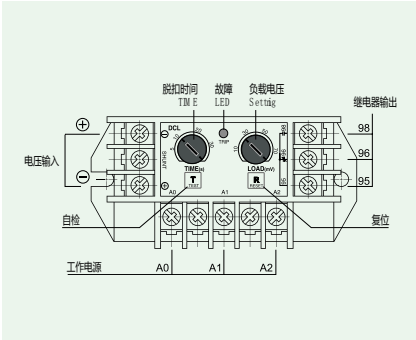 脱扣时间 故障 负载电压
TIME LED Settnig
继电器输出
DCL
TRIP
98
96
95
电压输入
SHUNT
TIME(s) LOAD(mV)
T R
TEST RESET
A0 A1 A2
自检 复位
工作电源 A0 A1 A2